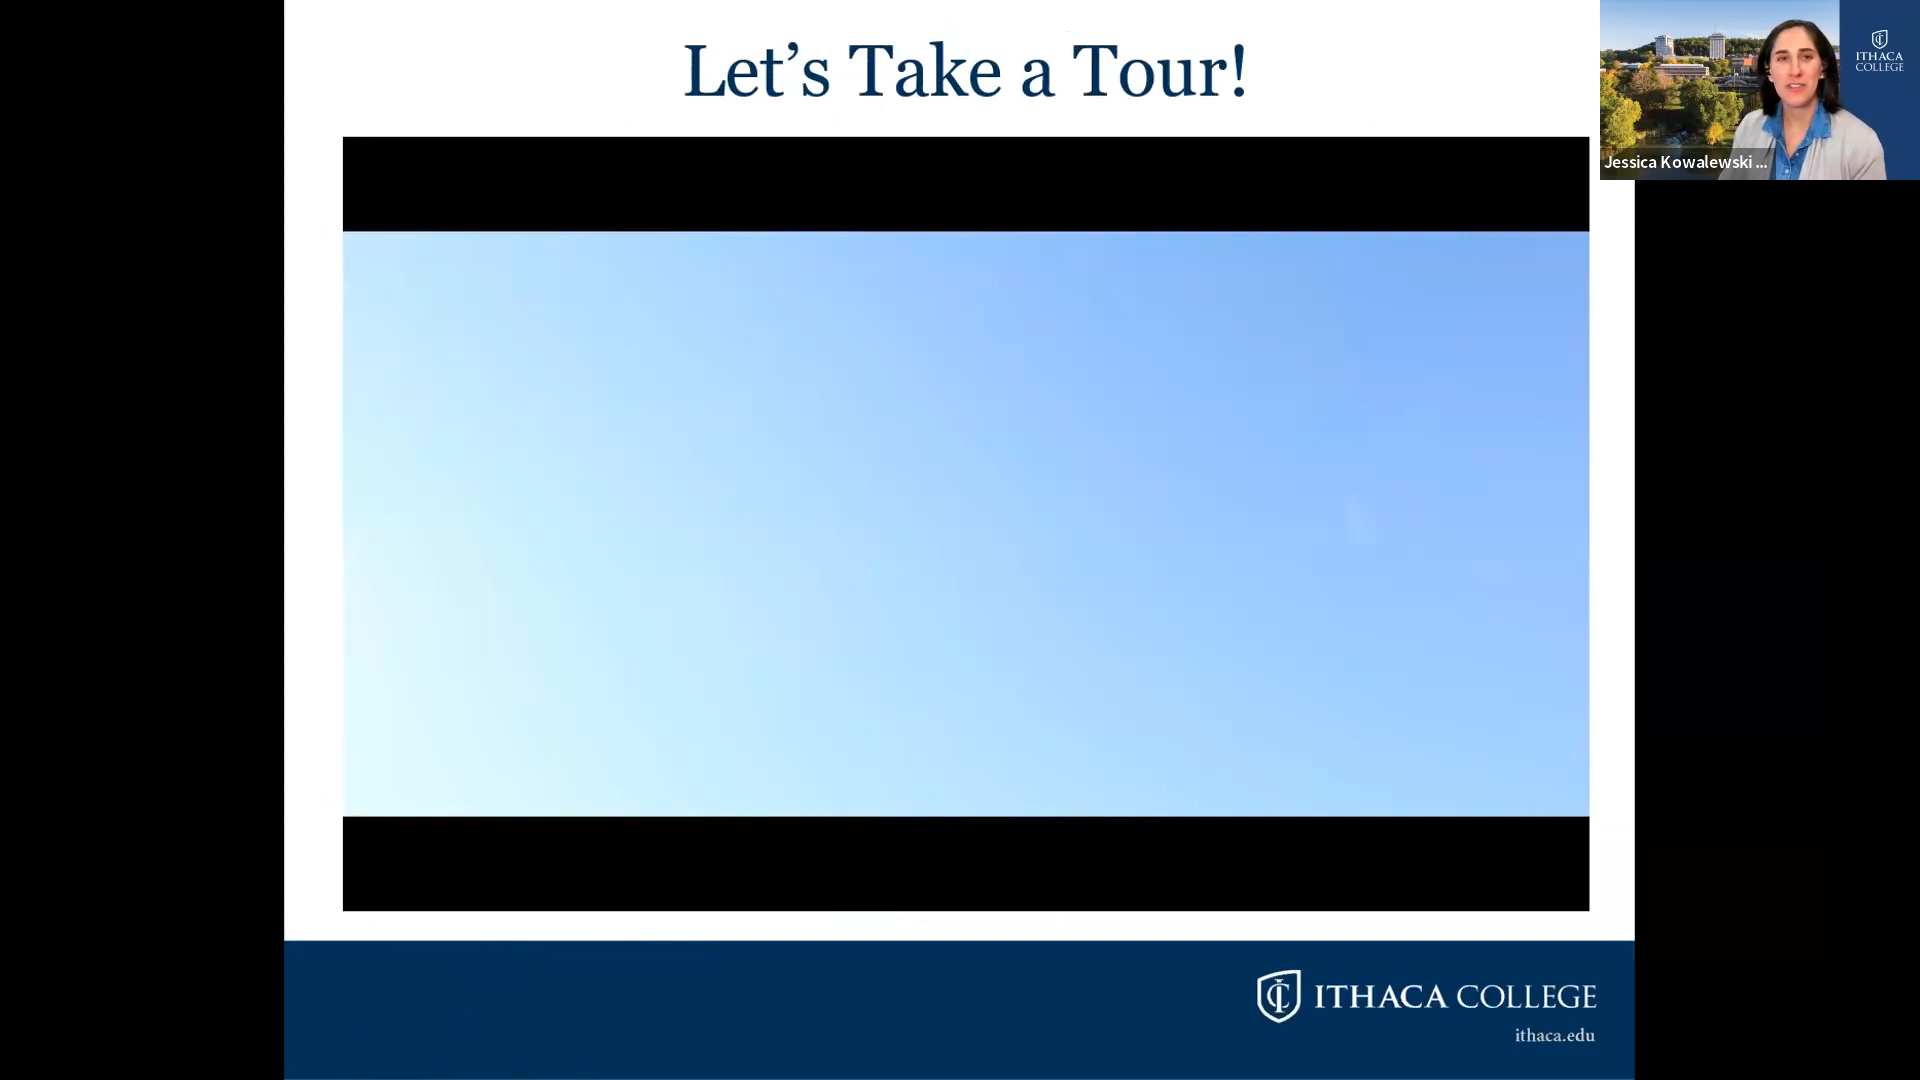 Let’s Take a Tour!
ITHACA
COLLEGE
Jessica Kowalewski ...
ITHACA COLLEGE
ithaca.edu